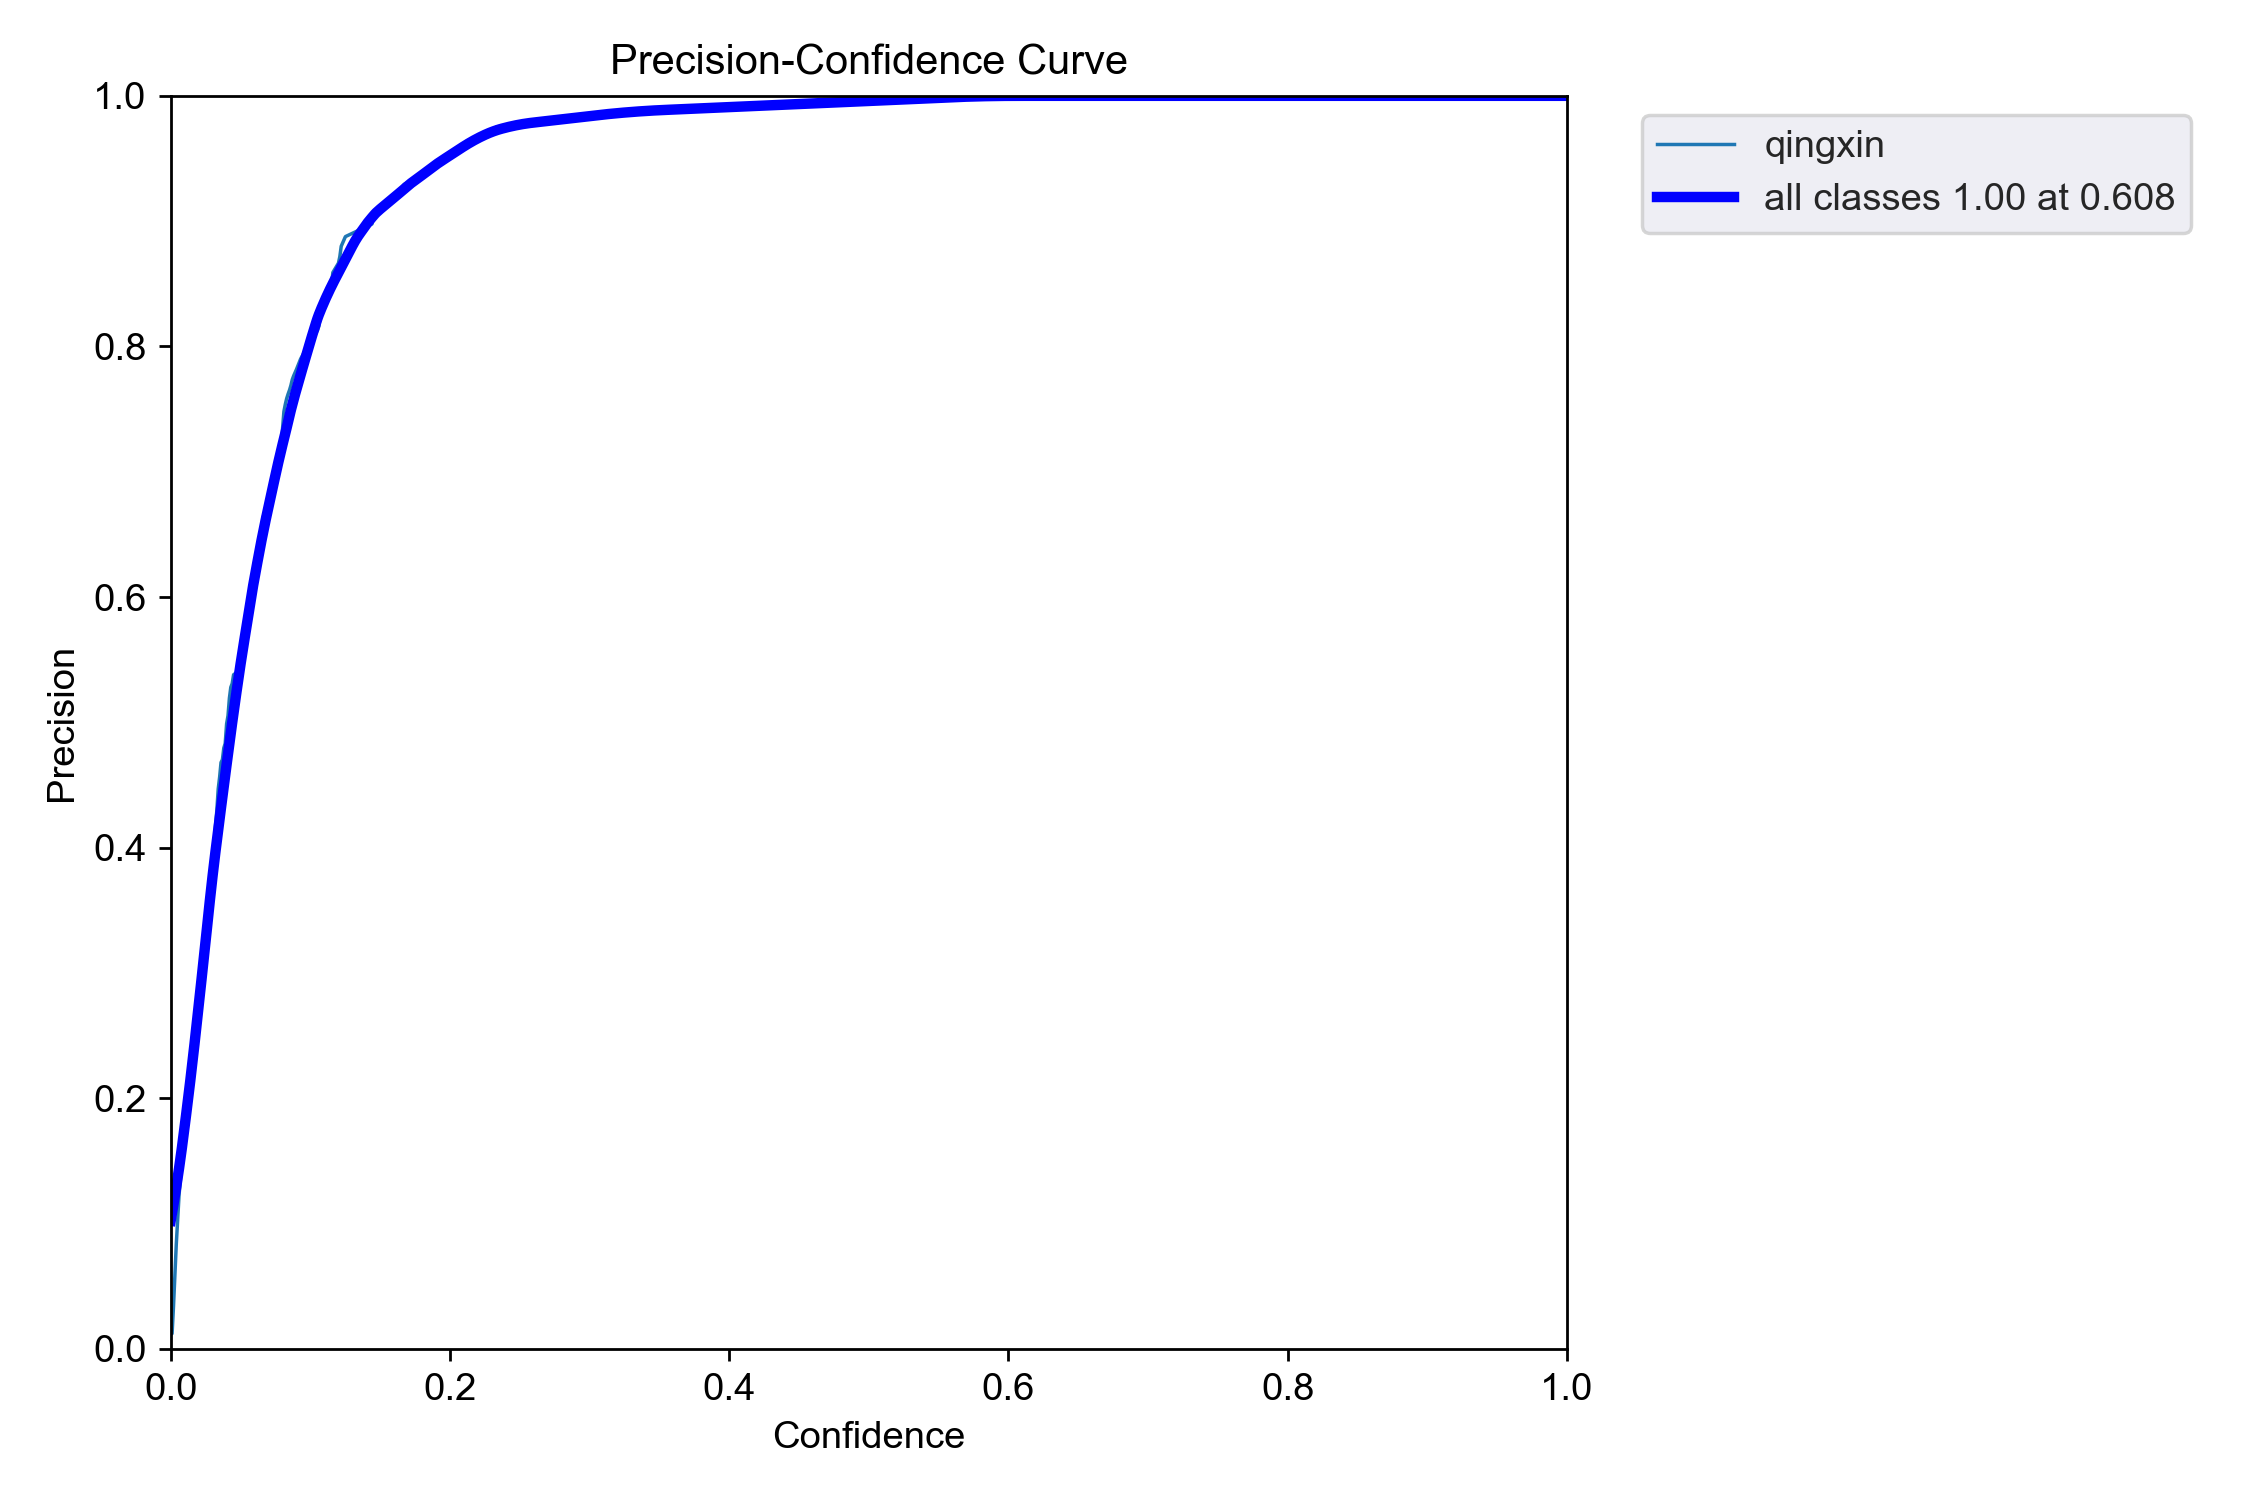 Precision-Confidence Curve
1.0
0.8
0.6
0.4
0.2
0.0
Precision
0.0 0.2 0.4 0.6 0.8 1.0
Confidence
qingxin
all classes 1.00 at 0.608